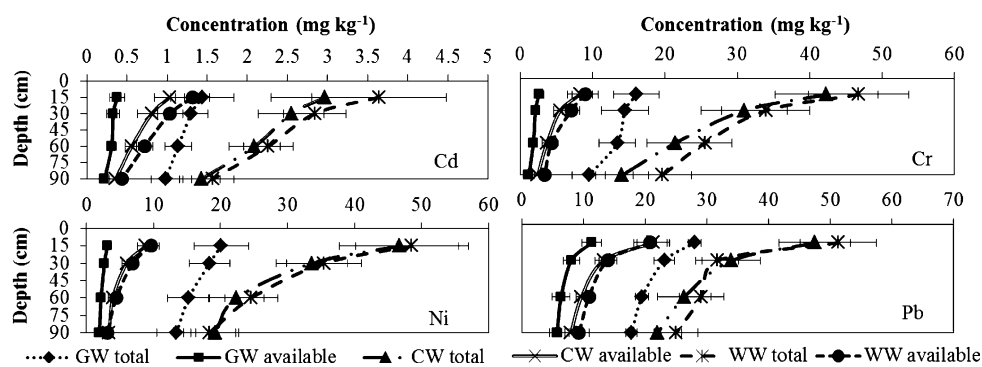 Concentration (mg kg-1)
Concentration (mg kg-1)
0 0.5 1 1.5 2 2.5 3 3.5 4 4.5 5
0 10 20 30 40 50 60
Depth (cm)
0
15
30
45
60
75
90
Cd
Cr
0 10 20 30 40 50 60
0 10 20 30 40 50 60 70
Depth (cm)
0
15
30
45
60
75
90
Ni
Pb
GW total GW available CW total CW available WW total WW available